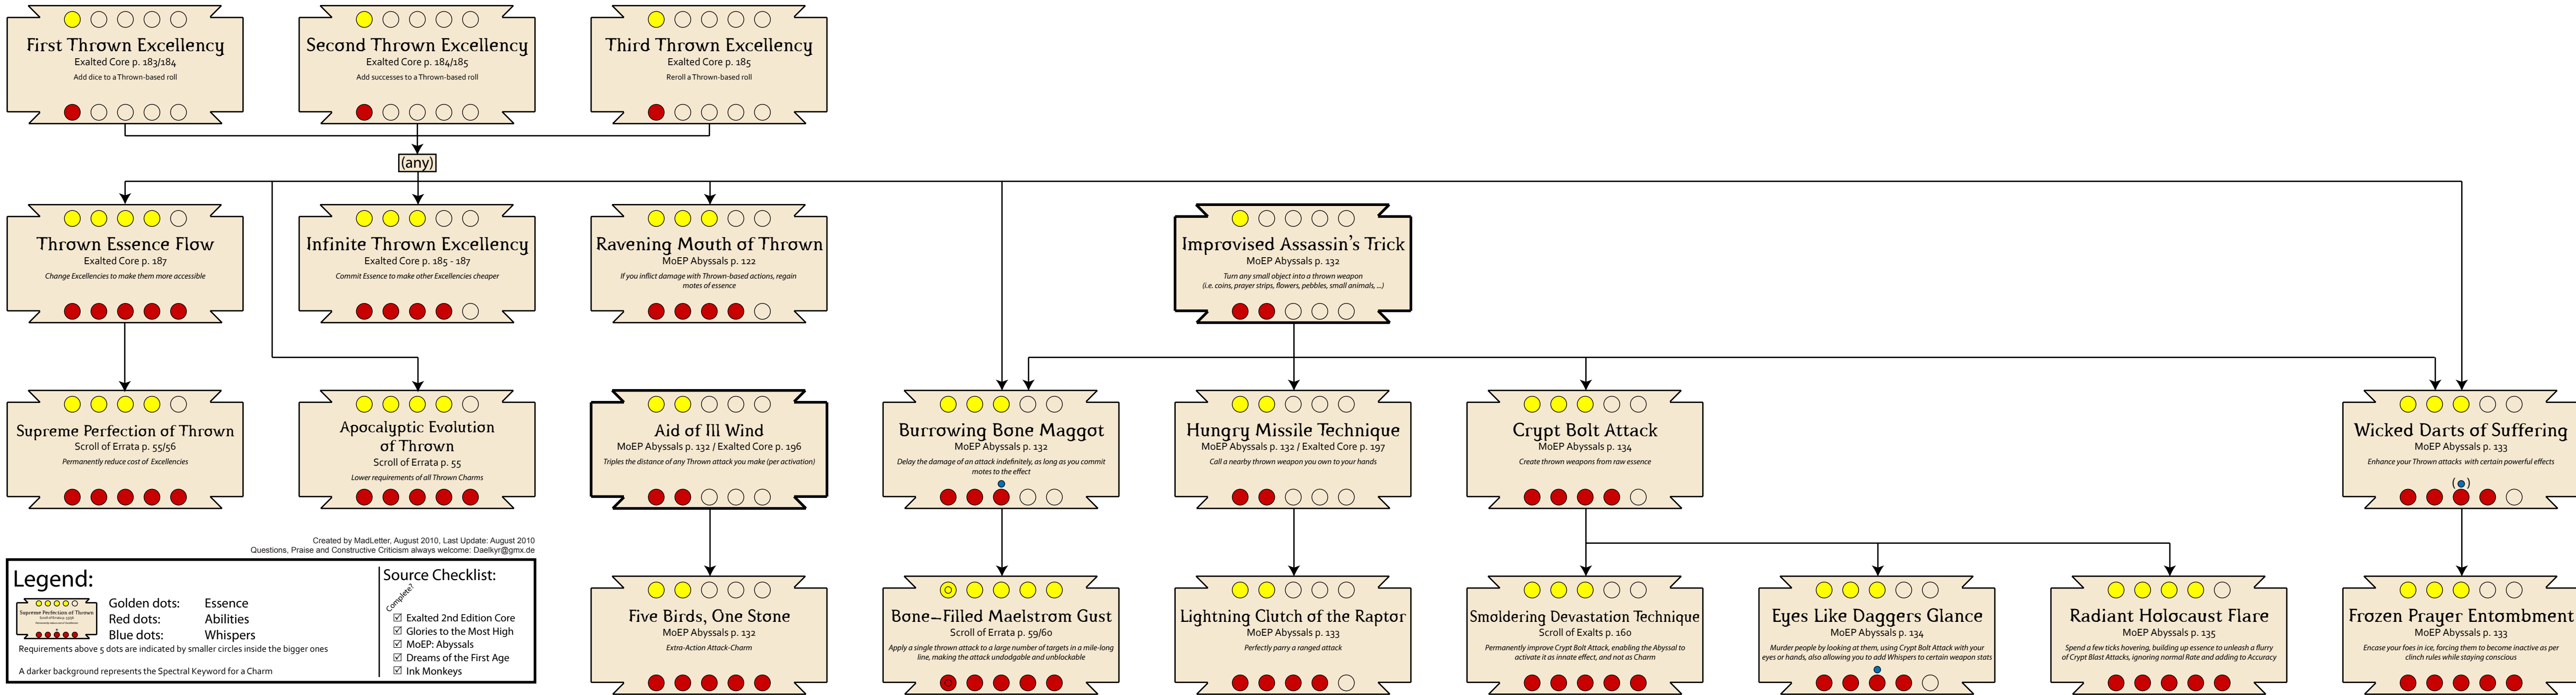 First Thrown Excellency
Exalted Core p. 183/184
Add dice to a Thrown-based roll
Second Thrown Excellency
Exalted Core p. 184/185
Add successes to a Thrown-based roll
Third Thrown Excellency
Exalted Core p. 185
Reroll a Thrown-based roll
(any)
Thrown Essence Flow
Exalted Core p. 187
Change Excellencies to make them more accessible
Infinite Thrown Excellency
Exalted Core p. 185 - 187
Commit Essence to make other Excellencies cheaper
Ravening Mouth of Thrown
MoEP Abyssals p. 122
If you inflict damage with Thrown-based actions, regain
motes of essence
Improvised Assassin's Trick
MoEP Abyssals p. 132
Turn any small object into a thrown weapon
(i.e. coins, prayer strips, flowers, pebbles, small animals, ...)
Supreme Perfection of Thrown
Scroll of Errata p. 55/56
Permanently reduce cost of Excellencies
Apocalyptic Evolution
of Thrown
Scroll of Errata p. 55
Lower requirements of all Thrown Charms
Aid of Ill Wind
MoEP Abyssals p. 132 / Exalted Core p. 196
Triples the distance of any Thrown attack you make (per activation)
Burrowing Bone Maggot
MoEP Abyssals p. 132
Delay the damage of an attack indefinitely, as long as you commit
motes to the effect
Hungry Missile Technique
MoEP Abyssals p. 132 / Exalted Core p. 197
Call a nearby thrown weapon you own to your hands
Crypt Bolt Attack
MoEP Abyssals p. 134
Create thrown weapons from raw essence
Wicked Darts of Suffering
MoEP Abyssals p. 133
Enhance your Thrown attacks with certain powerful effects
( )
Created by MadLetter, August 2010, Last Update: August 2010
Questions, Praise and Constructive Criticism always welcome: Daelkyr@gmx.de
Legend:
Supreme Perfection of Thrown
Golden dots: Essence
Red dots: Abilities
Blue dots: Whispers
Requirements above 5 dots are indicated by smaller circles inside the bigger ones
A darker background represents the Spectral Keyword for a Charm
Source Checklist:
Complete?
Exalted 2nd Edition Core
Glories to the Most High
MoEP: Abyssals
Dreams of the First Age
Ink Monkeys
Five Birds, One Stone
MoEP Abyssals p. 132
Extra-Action Attack-Charm
Bone-Filled Maelstrom Gust
Scroll of Errata p. 59/60
Apply a single thrown attack to a large number of targets in a mile-long
line, making the attack undodgable and unblockable
Lightning Clutch of the Raptor
MoEP Abyssals p. 133
Perfectly parry a ranged attack
Smoldering Devastation Technique
Scroll of Exalts p. 160
Permanently improve Crypt Bolt Attack, enabling the Abyssal to
activate it as innate effect, and not as Charm
Eyes Like Daggers Glance
MoEP Abyssals p. 134
Murder people by looking at them, using Crypt Bolt Attack with your
eyes or hands, also allowing you to add Whispers to certain weapon stats
Radiant Holocaust Flare
MoEP Abyssals p. 135
Spend a few ticks hovering, building up essence to unleash a flurry
of Crypt Blast Attacks, ignoring normal Rate and adding to Accuracy
Frozen Prayer Entombment
MoEP Abyssals p. 133
Encase your foes in ice, forcing them to become inactive as per
clinch rules while staying conscious